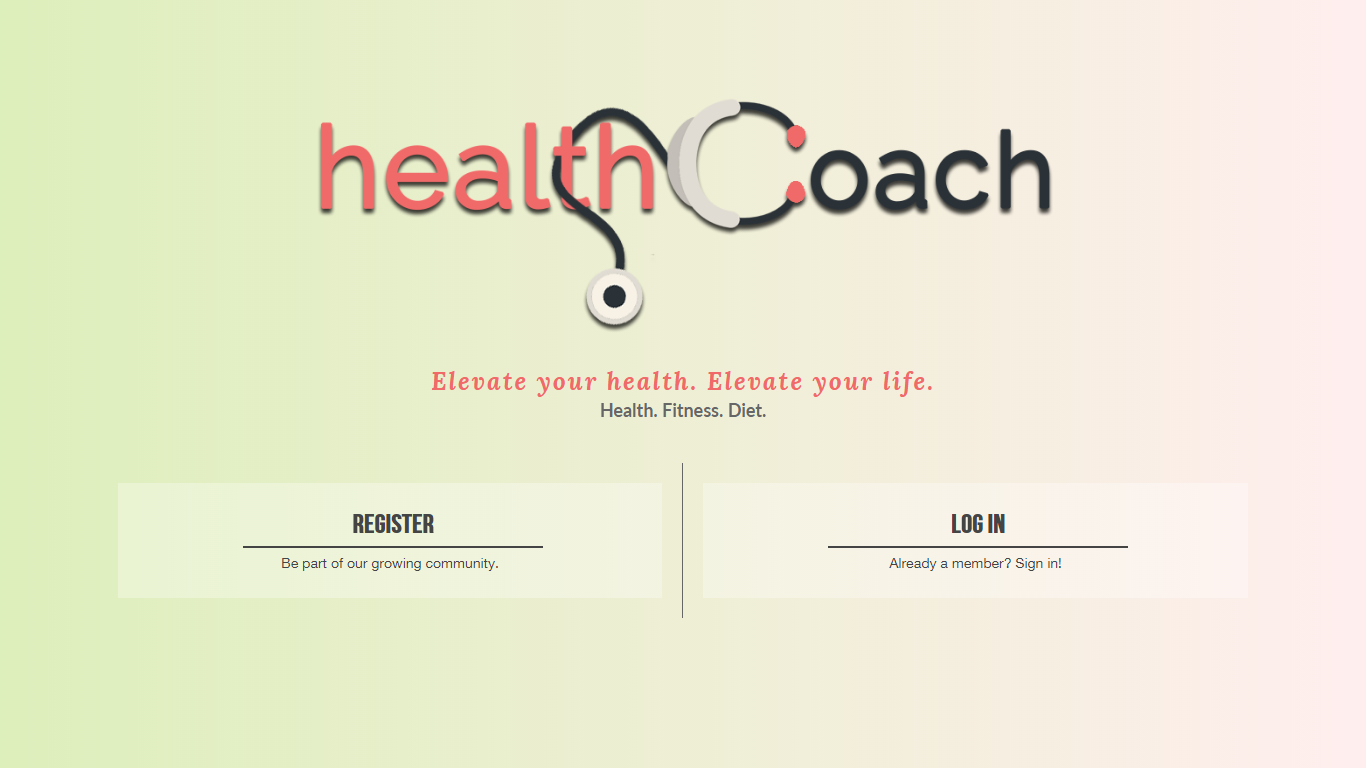 healthCoach
Elevate your health. Elevate your life.
Health. Fitness. Diet.
REGISTER
Be part of our growing community.
LOG IN
Already a member? Sign in!